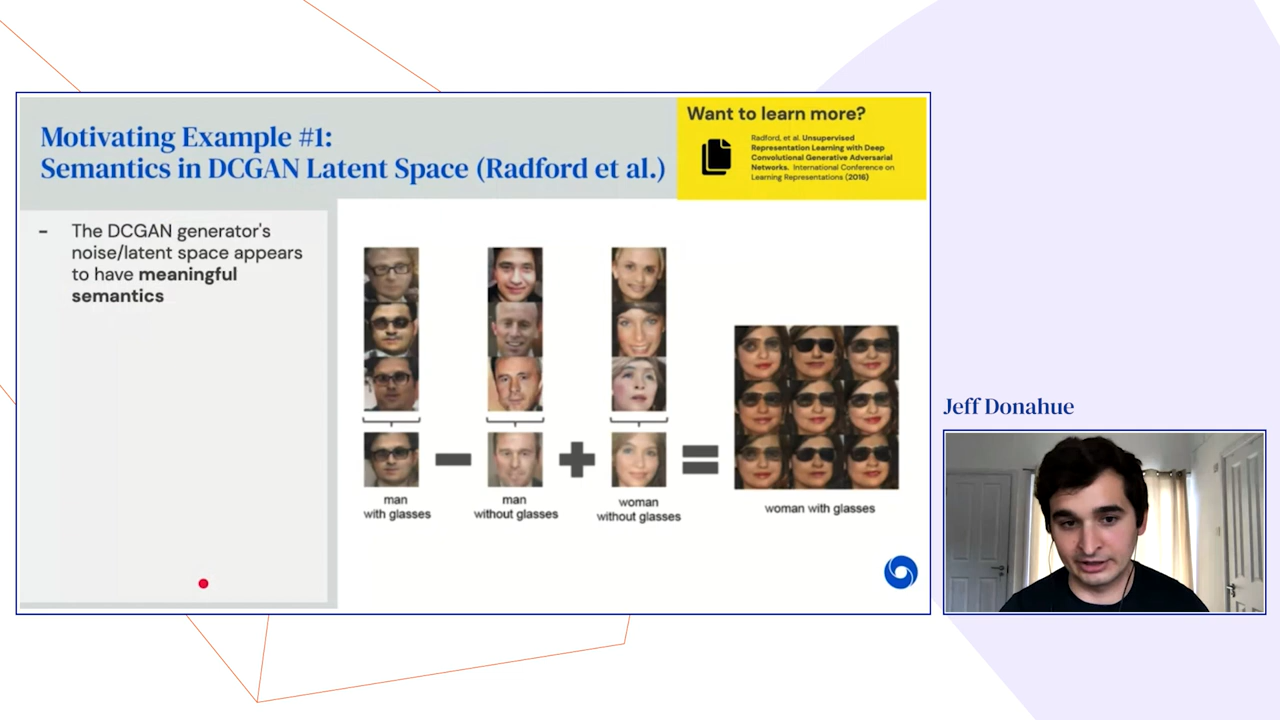 Motivating Example #1:
Semantics in DCGAN Latent Space (Radford et al.)
Want to learn more?
Radford, et al. Unsupervised
Representation Learning with Deep
Convolutional Generative Adversarial
Networks. International Conference on
Learning Representations (2016)
- The DCGAN generator's
noise/latent space appears
to have meaningful
semantics
man
with glasses
man
without glasses
woman
without glasses
woman with glasses
Jeff Donahue